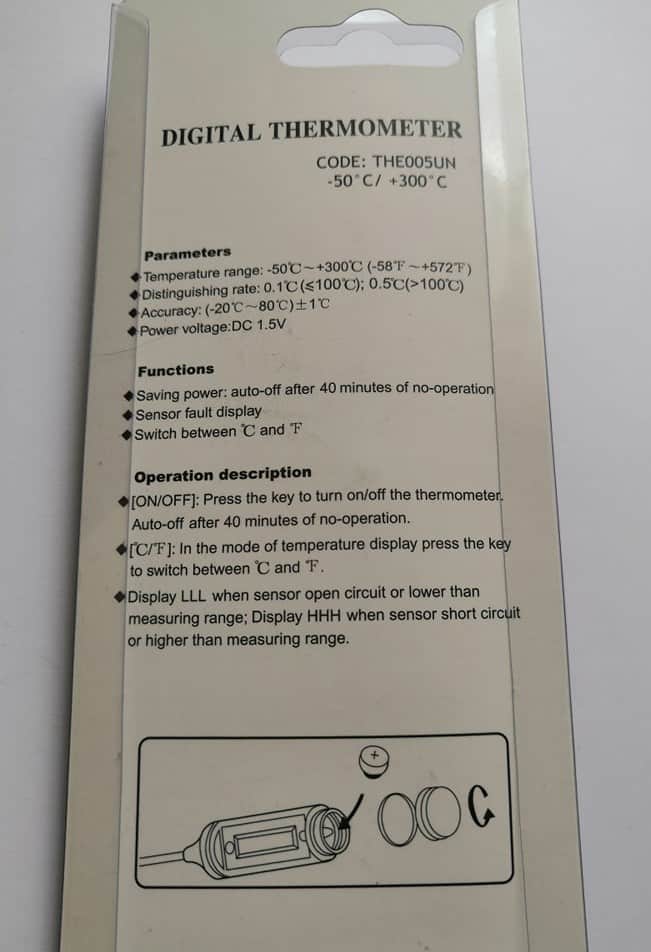 DIGITAL THERMOMETER
CODE: THE005UN
-50°C/ +300°C
Parameters
◆Temperature range: -50℃～+300℃ (-58℉～+572℉)
◆Distinguishing rate: 0.1℃(≤100℃); 0.5℃(>100℃)
◆Accuracy: (-20℃～80℃)±1℃
◆Power voltage:DC 1.5V
Functions
◆Saving power: auto-off after 40 minutes of no-operation
◆Sensor fault display
◆Switch between ℃ and ℉
Operation description
◆[ON/OFF]: Press the key to turn on/off the thermometer.
Auto-off after 40 minutes of no-operation.
◆[℃/℉]: In the mode of temperature display press the key
to switch between ℃ and ℉.
◆Display LLL when sensor open circuit or lower than
measuring range; Display HHH when sensor short circuit
or higher than measuring range.
+